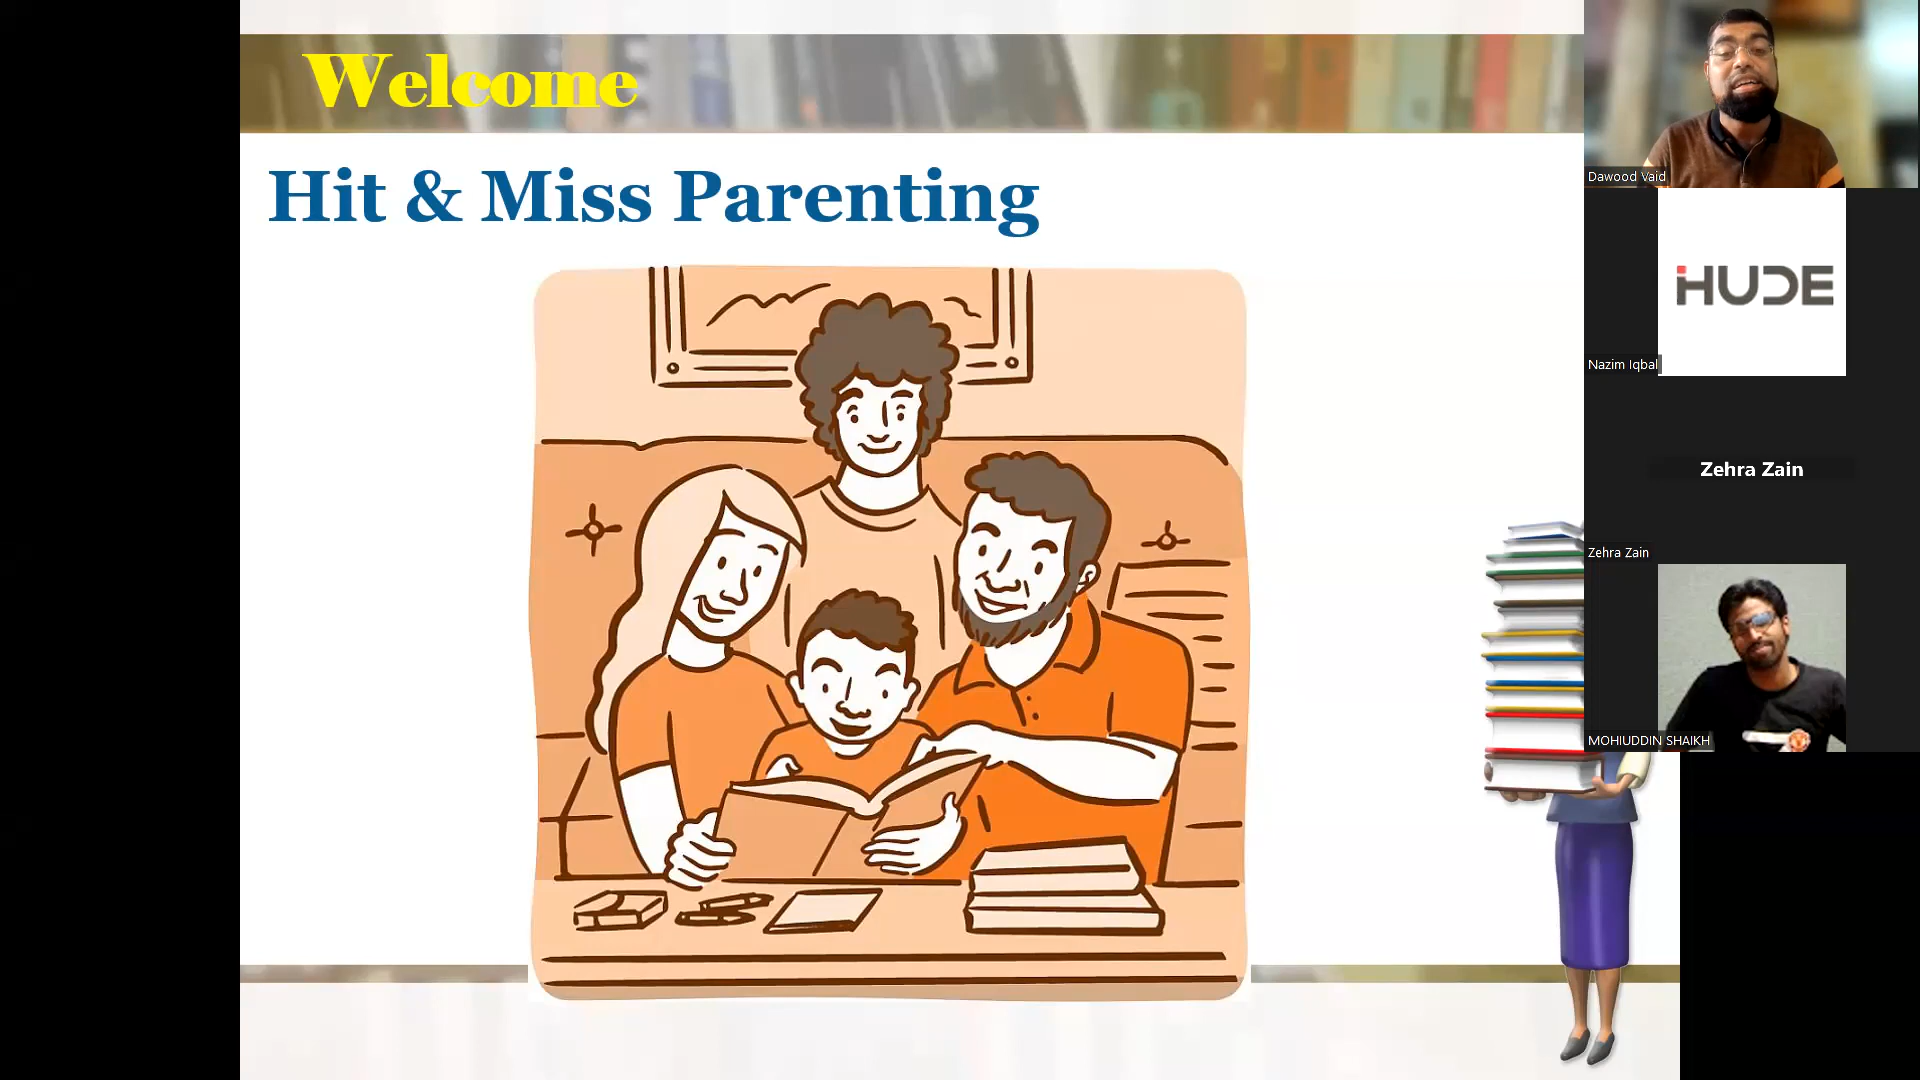 Welcome
Hit & Miss Parenting
Dawood Vaid
HUDE
Nazim Iqbal
Zehra Zain
Zehra Zain
MOHIUDDIN SHAIKH